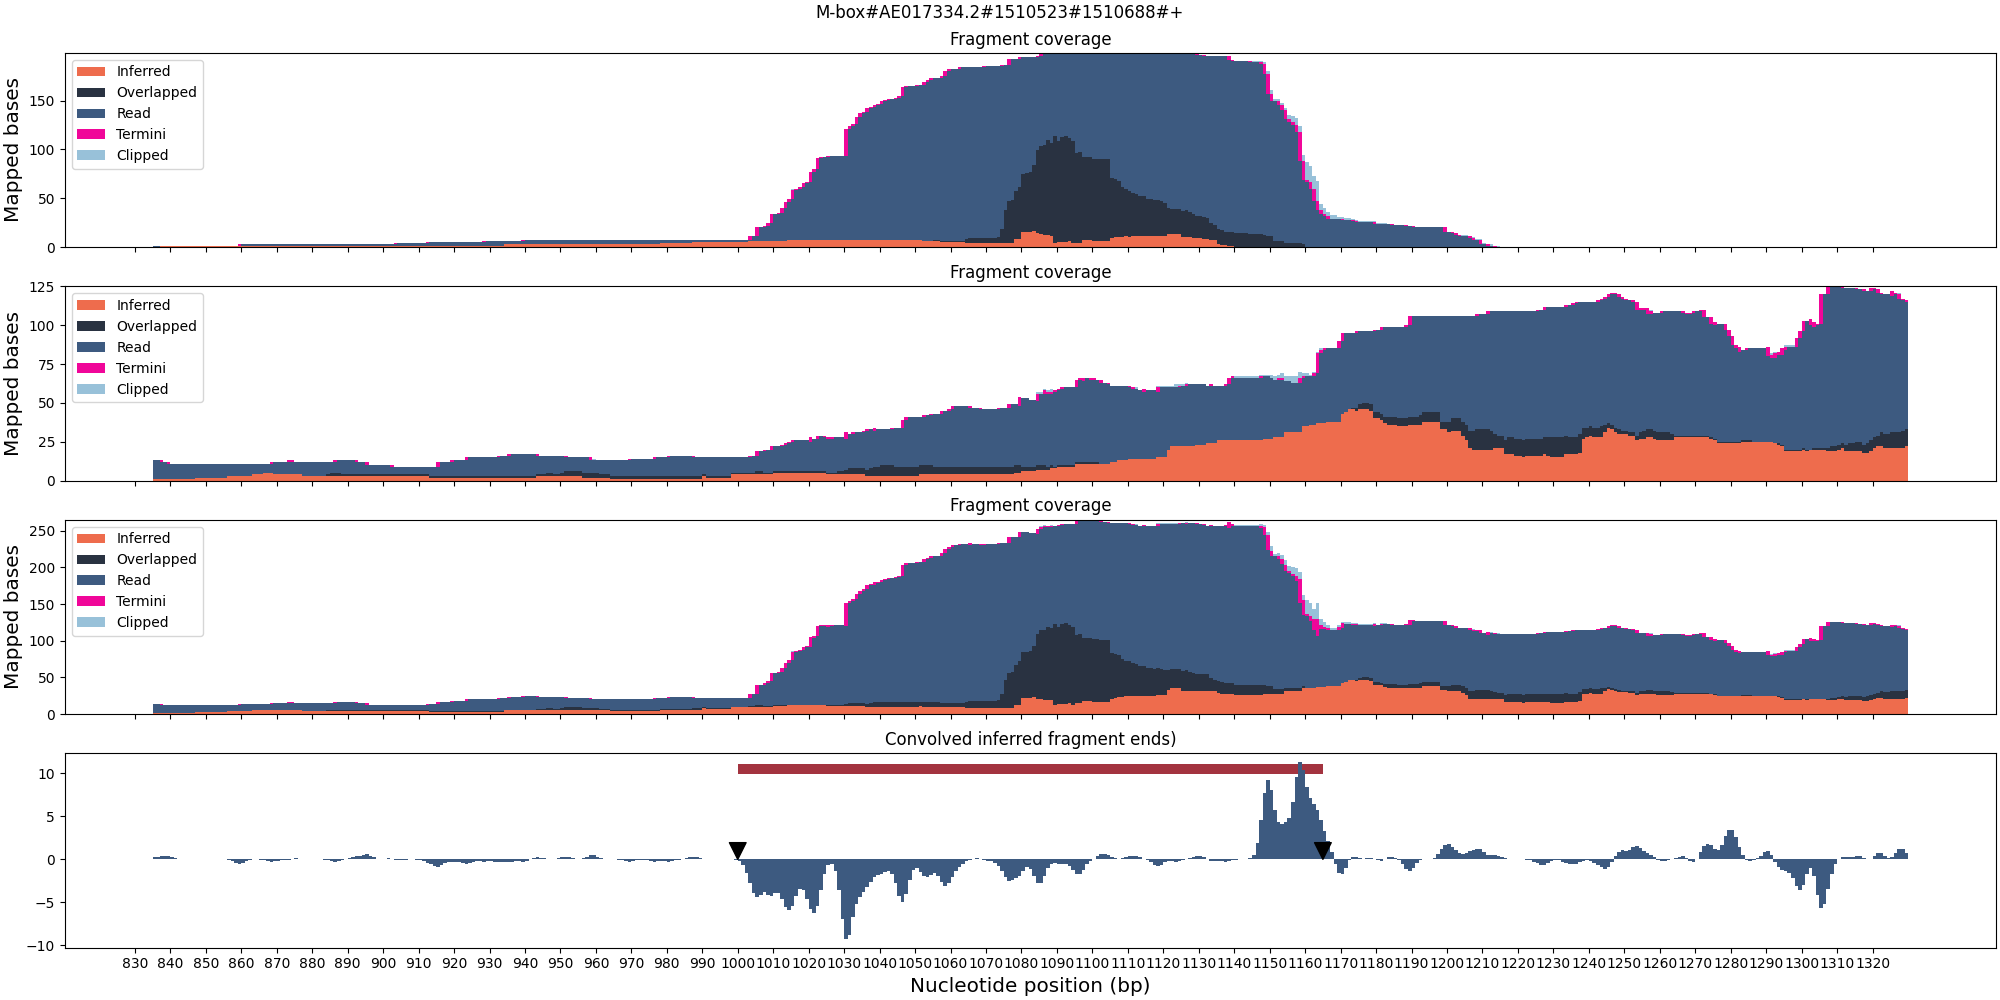 M-box#AE017334.2#1510523#1510688#+
Fragment coverage
Mapped bases
150
100
50
0
Inferred
Overlapped
Read
Termini
Clipped
Fragment coverage
Mapped bases
125
100
75
50
25
0
Inferred
Overlapped
Read
Termini
Clipped
Fragment coverage
Mapped bases
250
200
150
100
50
0
Inferred
Overlapped
Read
Termini
Clipped
Convolved inferred fragment ends)
10
5
0
−5
−10
830 840 850 860 870 880 890 900 910 920 930 940 950 960 970 980 990 1000 1010 1020 1030 1040 1050 1060 1070 1080 1090 1100 1110 1120 1130 1140 1150 1160 1170 1180 1190 1200 1210 1220 1230 1240 1250 1260 1270 1280 1290 1300 1310 1320
Nucleotide position (bp)